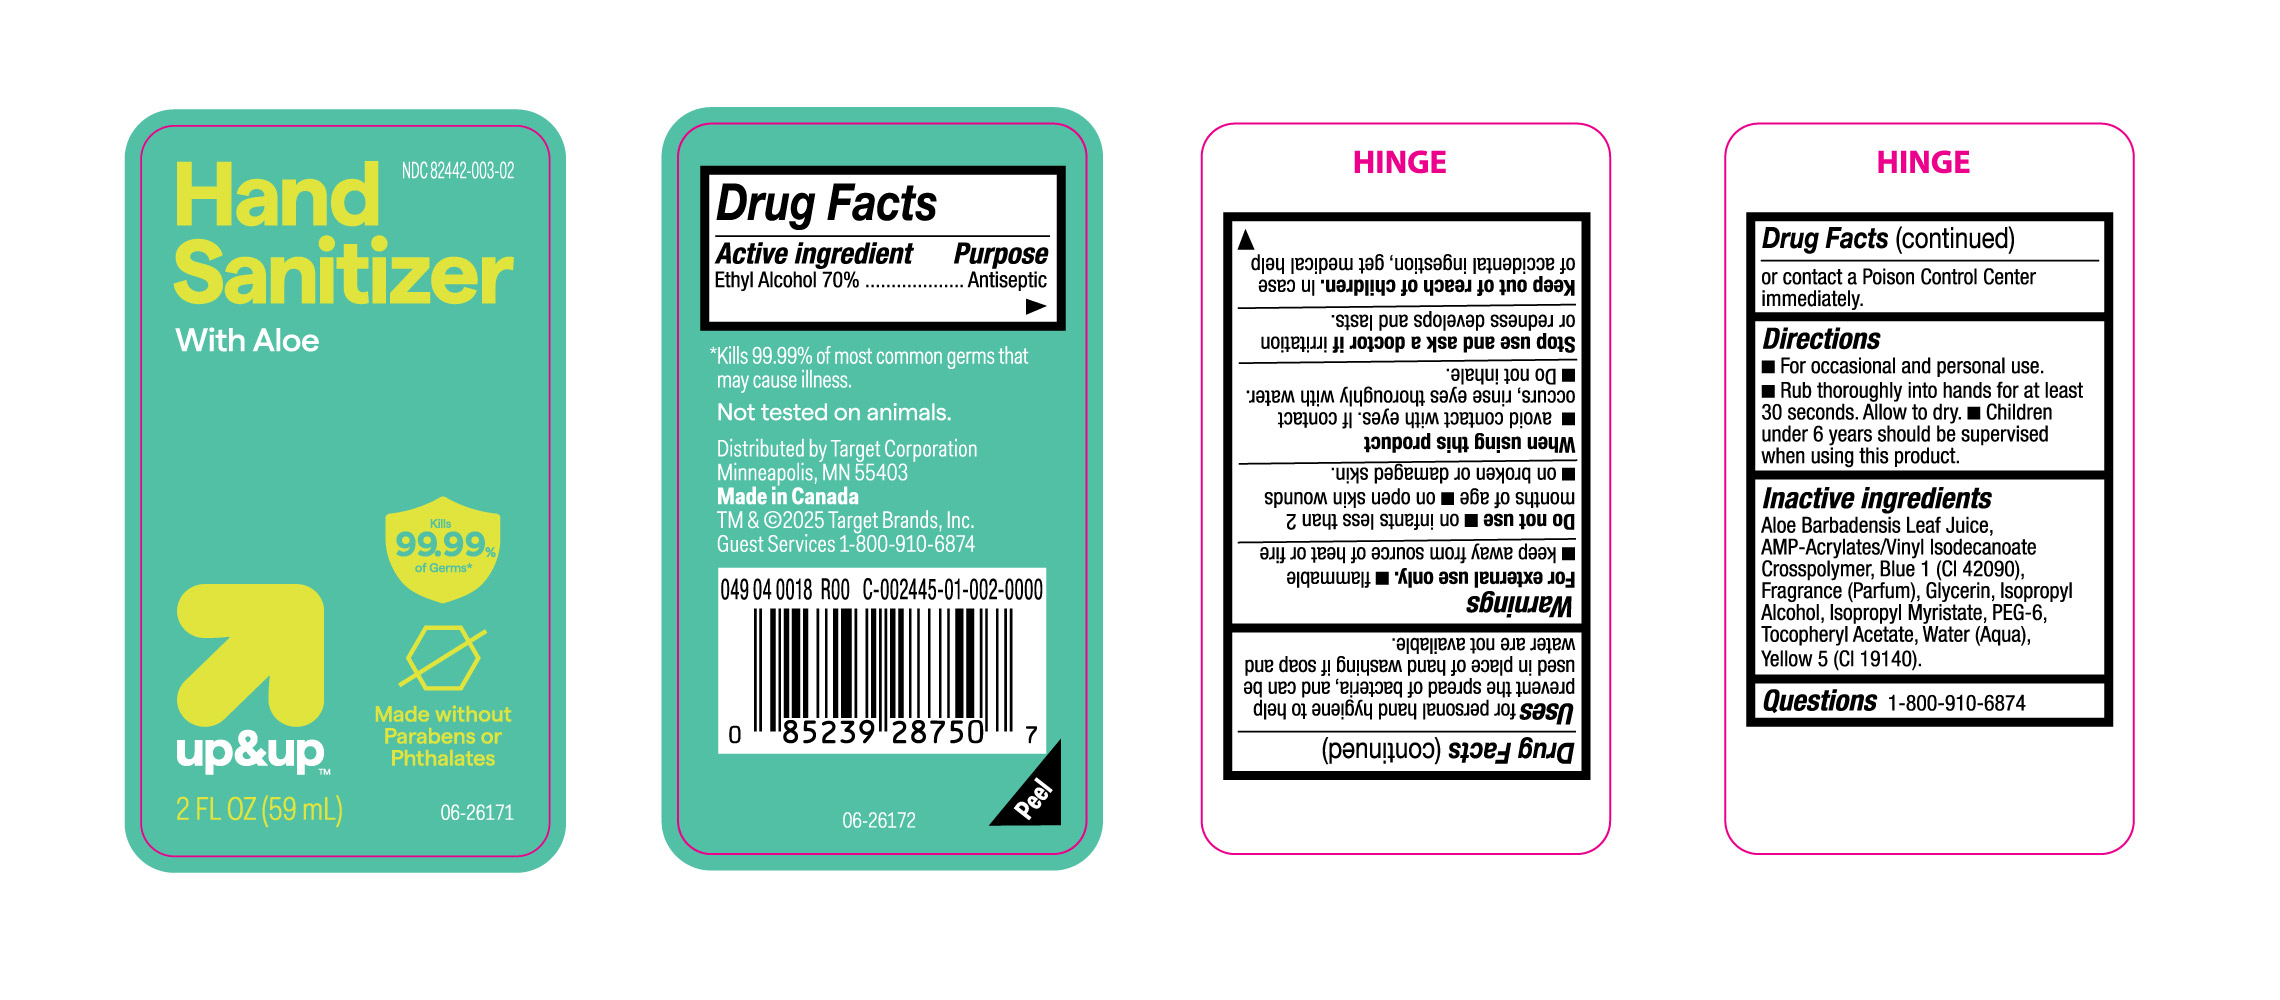 Hand
Sanitizer
NDC 82442-003-02
With Aloe
Kills
99.99%
of Germs*
Made without
Parabens or
Phthalates
up&up™
2 FL OZ (59 mL)
06-26171
Drug Facts
Active ingredient Purpose
Ethyl Alcohol 70% ................... Antiseptic
*Kills 99.99% of most common germs that
may cause illness.
Not tested on animals.
Distributed by Target Corporation
Minneapolis, MN 55403
Made in Canada
TM & ©2025 Target Brands, Inc.
Guest Services 1-800-910-6874
049 04 0018 R00 C-002445-01-002-0000
0 85239 28750 7
Peel
06-26172
HINGE
Drug Facts (continued)
Uses for personal hand hygiene to help
prevent the spread of bacteria, and can be
used in place of hand washing if soap and
water are not available.
Warnings
For external use only. ■ flammable
■ keep away from source of heat or fire
Do not use ■ on infants less than 2
months of age ■ on open skin wounds
■ on broken or damaged skin.
When using this product
■ avoid contact with eyes. If contact
occurs, rinse eyes thoroughly with water.
■ Do not inhale.
Stop use and ask a doctor if irritation
or redness develops and lasts.
Keep out of reach of children. In case
of accidental ingestion, get medical help
HINGE
Drug Facts (continued)
or contact a Poison Control Center
immediately.
Directions
■ For occasional and personal use.
■ Rub thoroughly into hands for at least
30 seconds. Allow to dry. ■ Children
under 6 years should be supervised
when using this product.
Inactive ingredients
Aloe Barbadensis Leaf Juice,
AMP-Acrylates/Vinyl Isodecanoate
Crosspolymer, Blue 1 (CI 42090),
Fragrance (Parfum), Glycerin, Isopropyl
Alcohol, Isopropyl Myristate, PEG-6,
Tocopheryl Acetate, Water (Aqua),
Yellow 5 (CI 19140).
Questions 1-800-910-6874